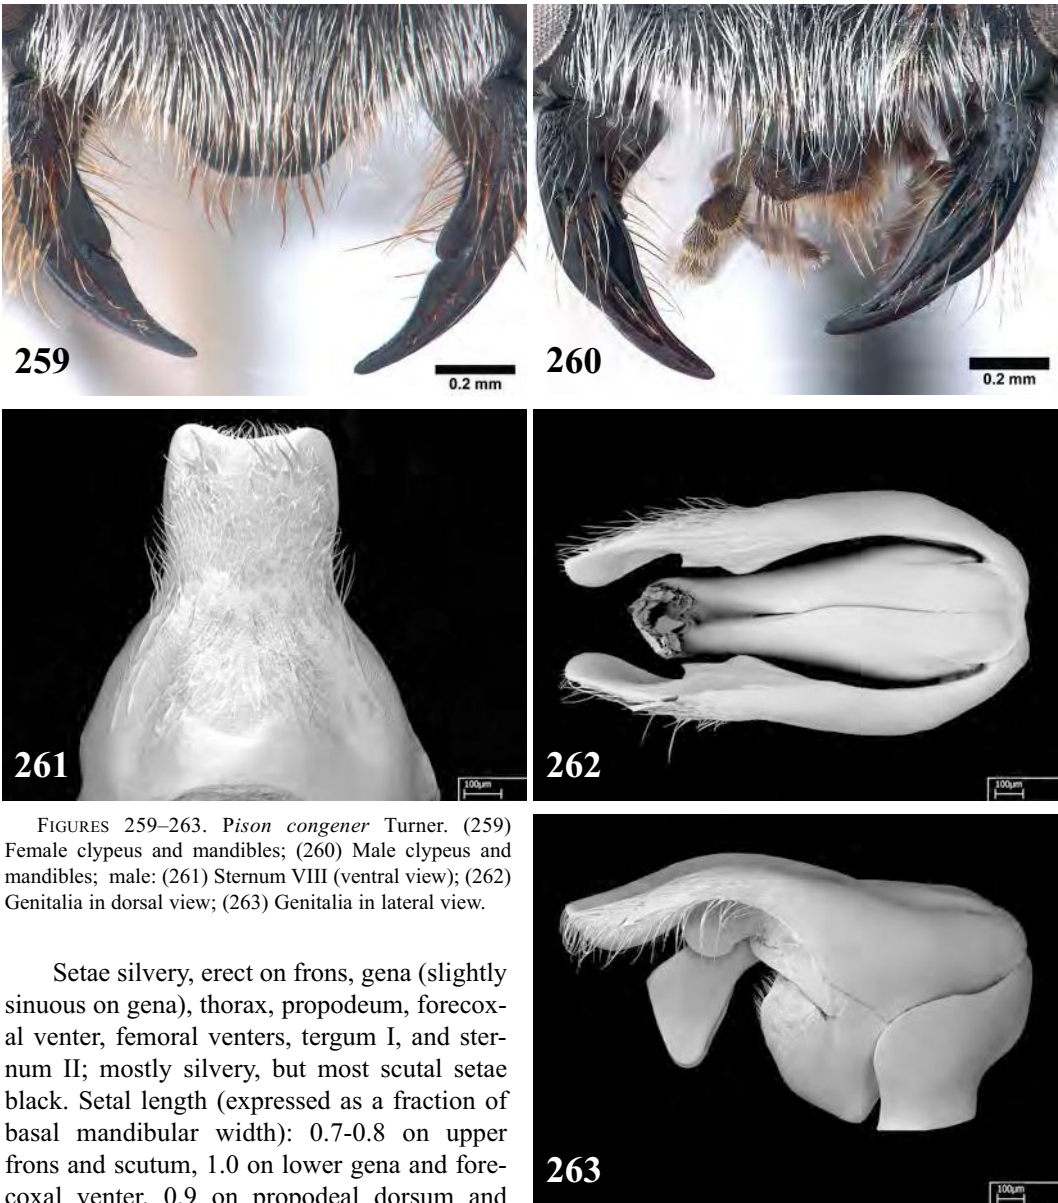 259
0.2 mm
260
0.2 mm
261
100µm
262
100µm
FIGURES 259–263. Pison congener Turner. (259)
Female clypeus and mandibles; (260) Male clypeus and
mandibles; male: (261) Sternum VIII (ventral view); (262)
Genitalia in dorsal view; (263) Genitalia in lateral view.
263
100µm
Setae silvery, erect on frons, gena (slightly
sinuous on gena), thorax, propodeum, forecox-
al venter, femoral venters, tergum I, and ster-
num II; mostly silvery, but most scutal setae
black. Setal length (expressed as a fraction of
basal mandibular width): 0.7-0.8 on upper
frons and scutum, 1.0 on lower gena and fore-
coxal venter, 0.9 on propodeal dorsum and